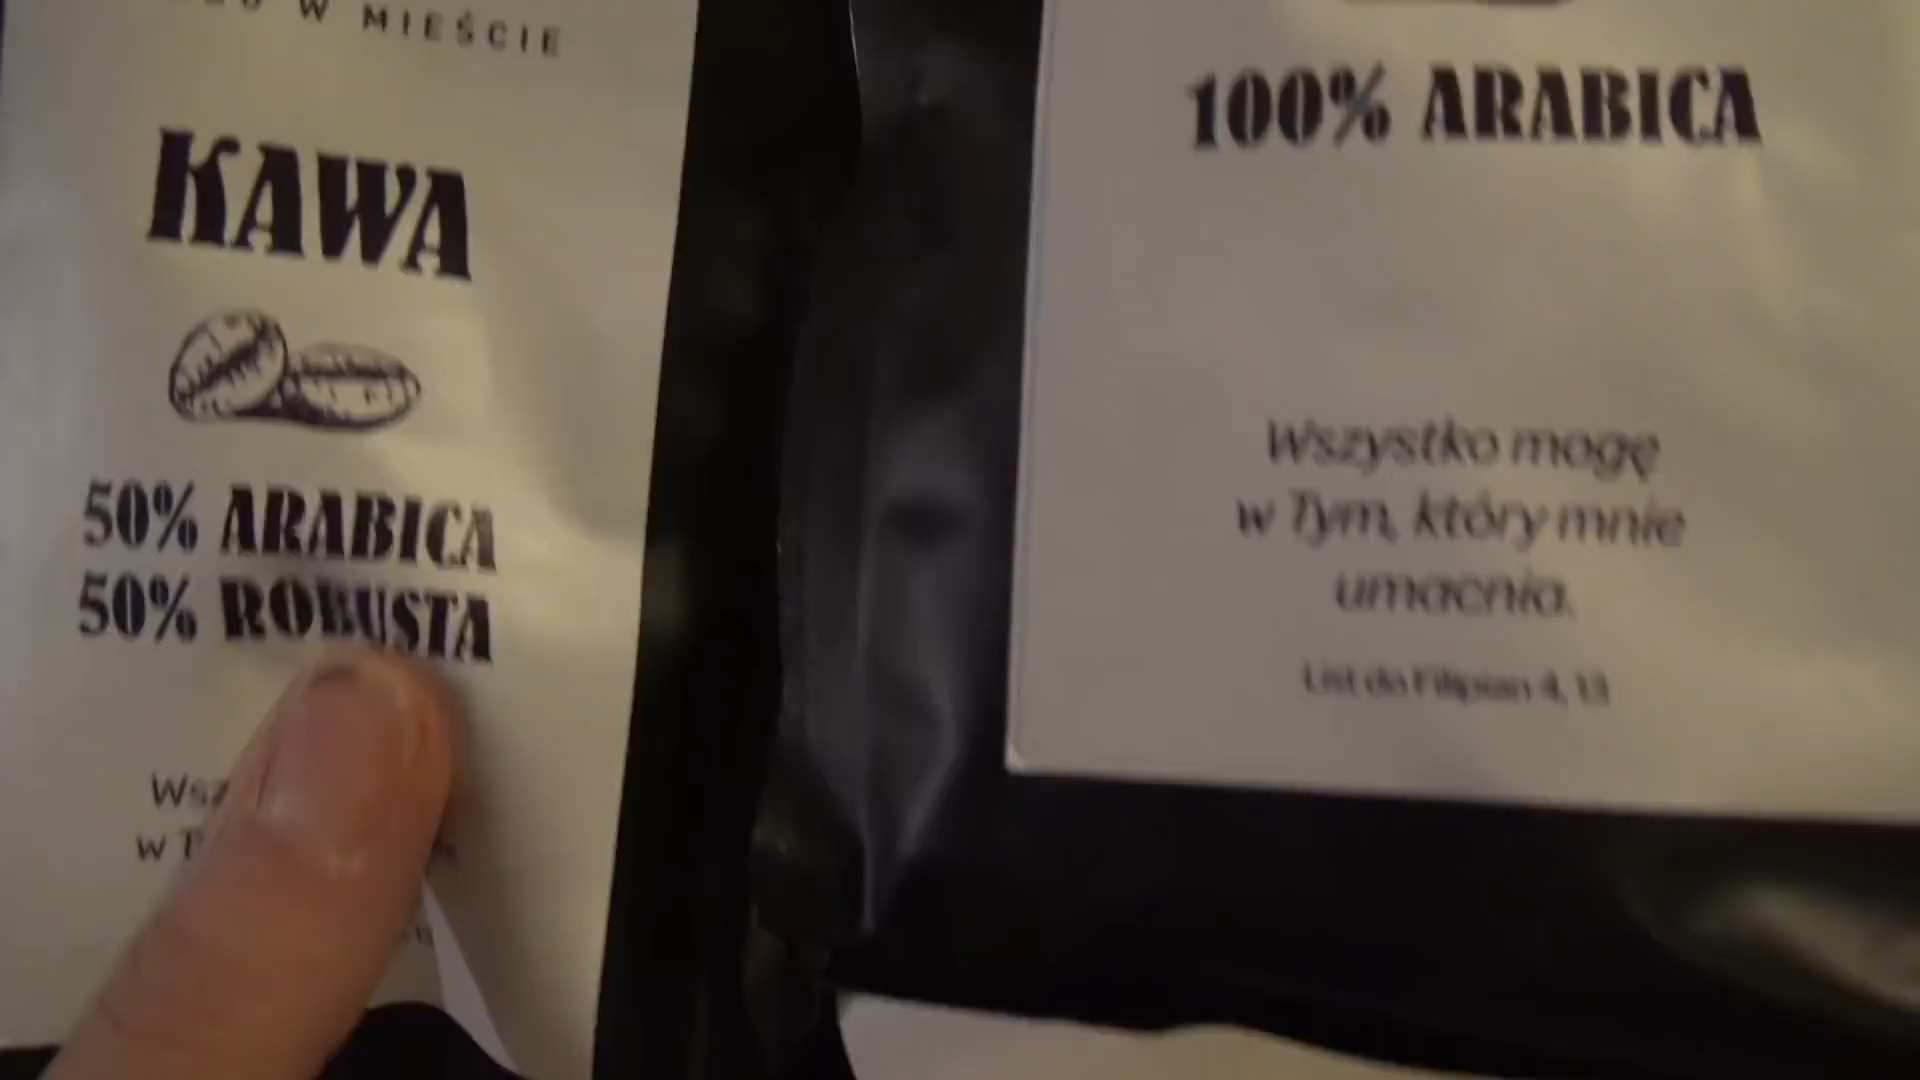 W MIEŚCIE
KAWA
50% ARABICA
50% ROBUSTA
w
100% ARABICA
Wszystko mogę
w Tym, który mnie
umacnia.
List do Filipian 4, 13